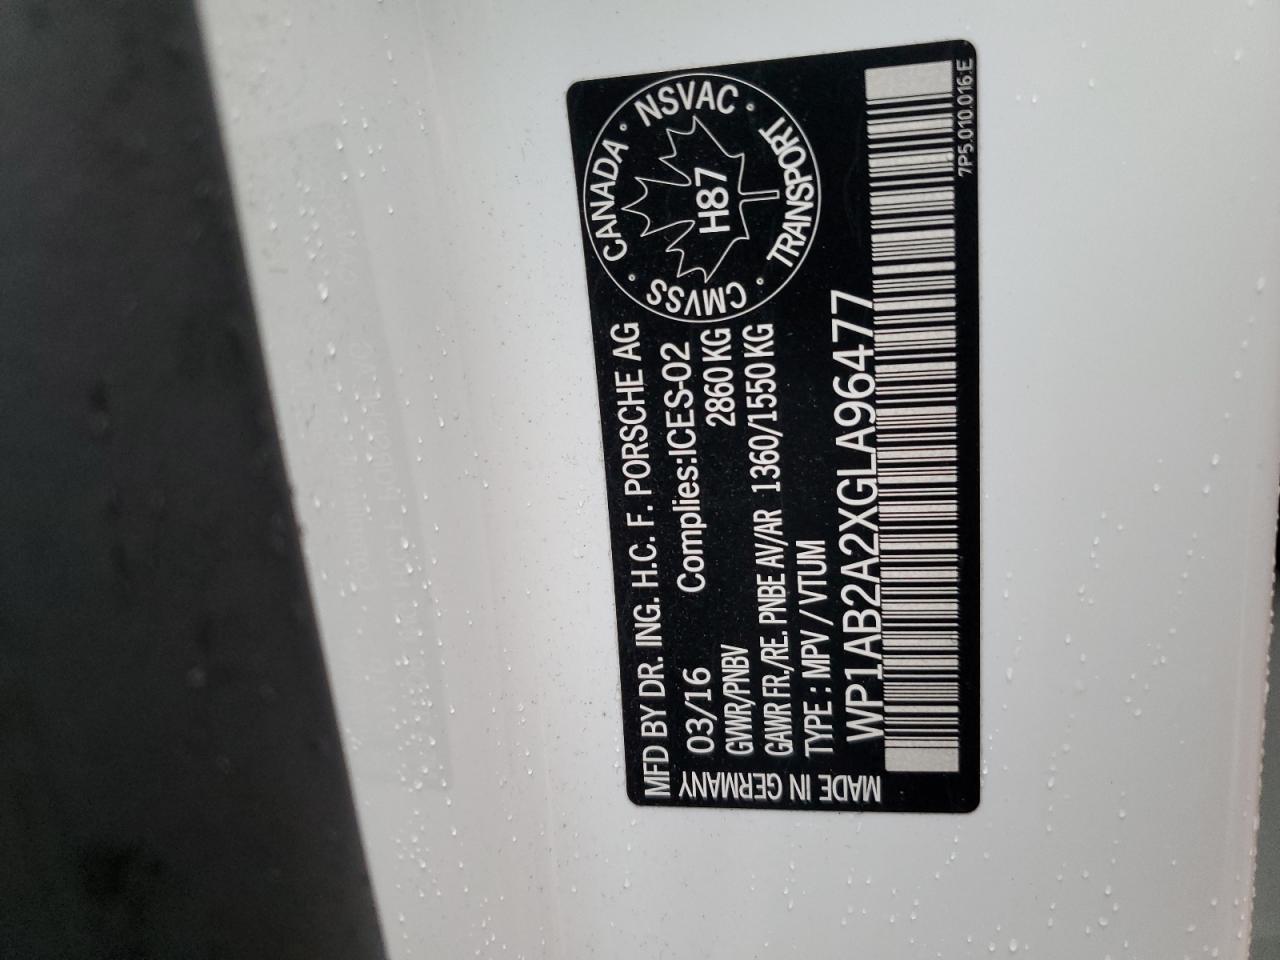 MFD BY DR. ING. H.C. F. PORSCHE AG
03/16 Complies:ICES-02
GVWR/PNBV 2860 KG
GAWR FR./RE. PNBE AV/AR 1360/1550 KG
TYPE : MPV / VTUM
WP1AB2A2XGLA96477
MADE IN GERMANY
CANADA · NSVAC · TRANSPORT · CMVSS ·
H87
7P5.010.016.E